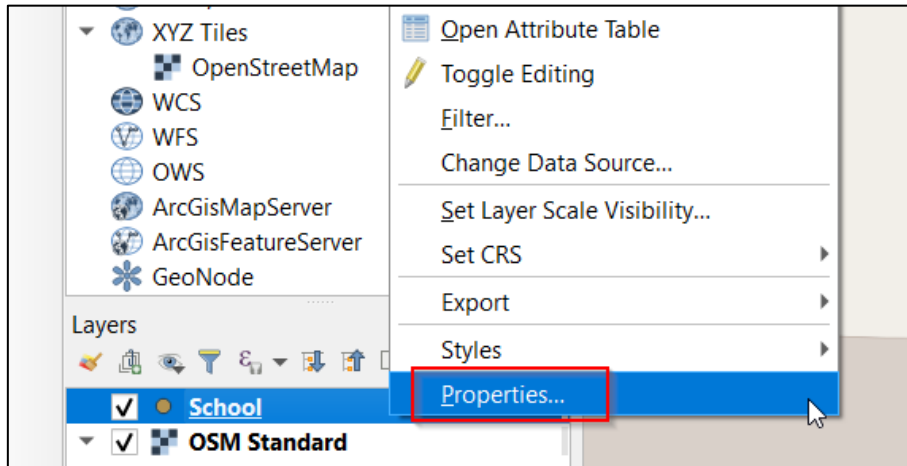 XYZ Tiles
OpenStreetMap
WCS
WFS
OWS
ArcGisMapServer
ArcGisFeatureServer
GeoNode
Layers
School
OSM Standard
Open Attribute Table
Toggle Editing
Filter...
Change Data Source...
Set Layer Scale Visibility...
Set CRS
Export
Styles
Properties...